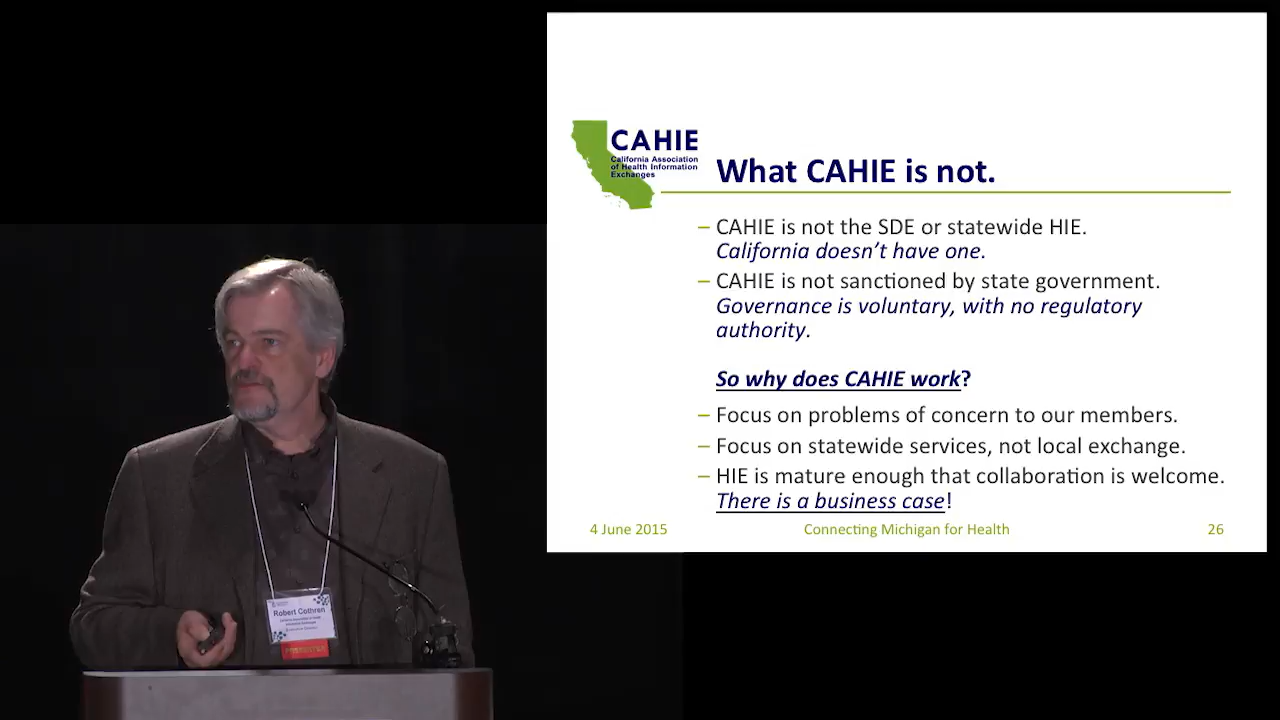 CAHIE
California Association
of Health Information
Exchanges
What CAHIE is not.
– CAHIE is not the SDE or statewide HIE.
California doesn't have one.
– CAHIE is not sanctioned by state government.
Governance is voluntary, with no regulatory
authority.
So why does CAHIE work?
– Focus on problems of concern to our members.
– Focus on statewide services, not local exchange.
– HIE is mature enough that collaboration is welcome.
There is a business case!
4 June 2015
Connecting Michigan for Health
26
Robert Cothren
PRESENTER